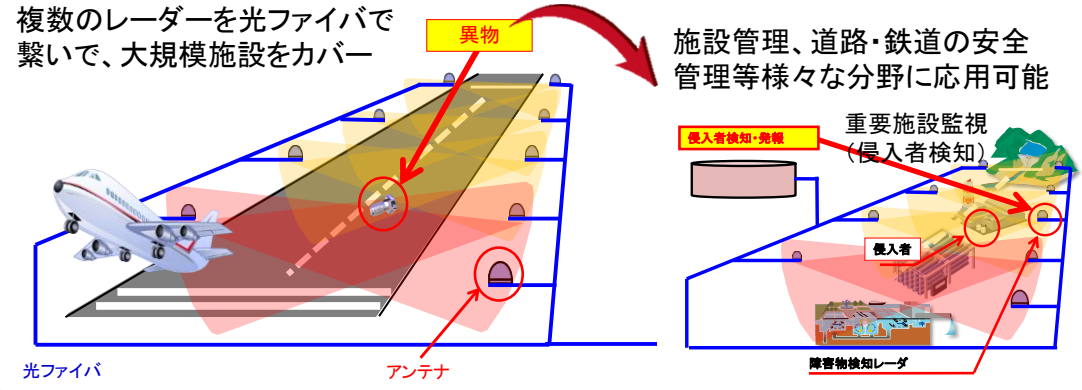 複数のレーダーを光ファイバで
繋いで、大規模施設をカバー
異物
光ファイバ
アンテナ
施設管理、道路・鉄道の安全
管理等様々な分野に応用可能
侵入者検知・発報
重要施設監視
（侵入者検知）
侵入者
障害物検知レーダ